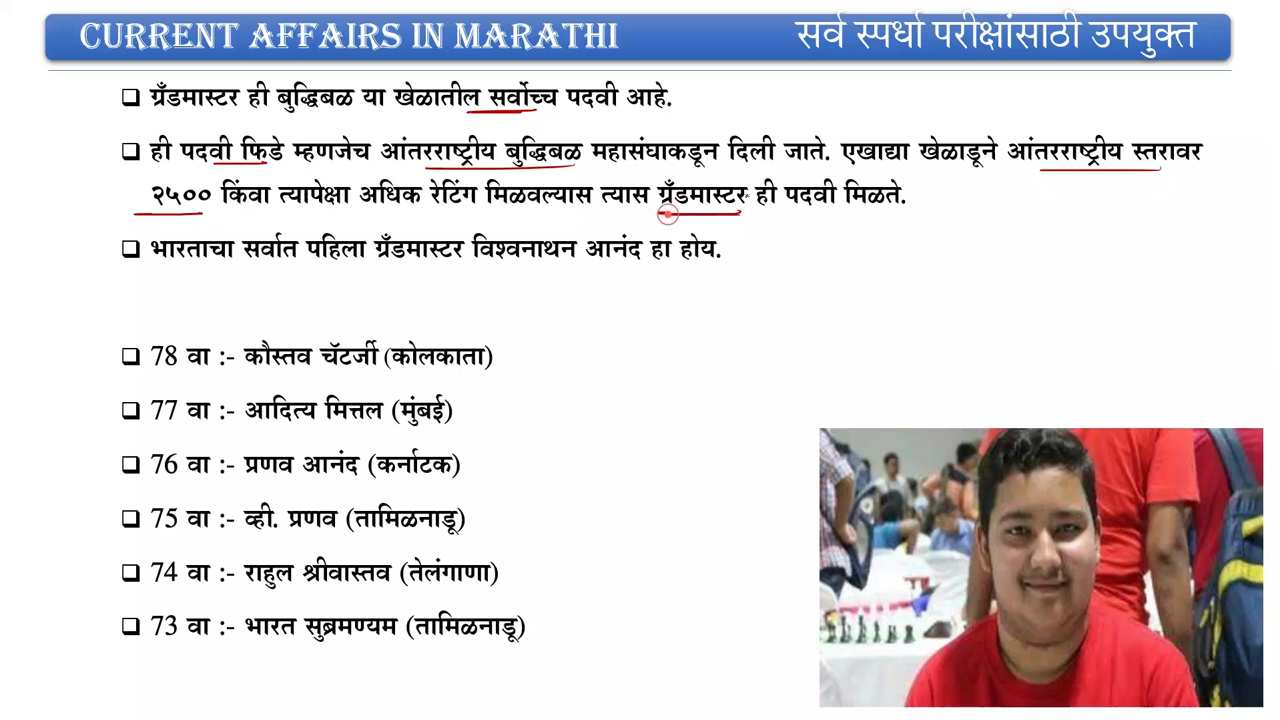 CURRENT AFFAIRS IN MARATHI
सर्व स्पर्धा परीक्षांसाठी उपयुक्त
ग्रँडमास्टर ही बुद्धिबळ या खेळातील सर्वोच्च पदवी आहे.
ही पदवी फिडे म्हणजेच आंतरराष्ट्रीय बुद्धिबळ महासंघाकडून दिली जाते. एखाद्या खेळाडूने आंतरराष्ट्रीय स्तरावर
२५०० किंवा त्यापेक्षा अधिक रेटिंग मिळवल्यास त्यास ग्रँडमास्टर ही पदवी मिळते.
भारताचा सर्वात पहिला ग्रँडमास्टर विश्वनाथन आनंद हा होय.
78 वा :- कौस्तव चॅटर्जी (कोलकाता)
77 वा :- आदित्य मित्तल (मुंबई)
76 वा :- प्रणव आनंद (कर्नाटक)
75 वा :- व्ही. प्रणव (तामिळनाडू)
74 वा :- राहुल श्रीवास्तव (तेलंगाणा)
73 वा :- भारत सुब्रमण्यम (तामिळनाडू)